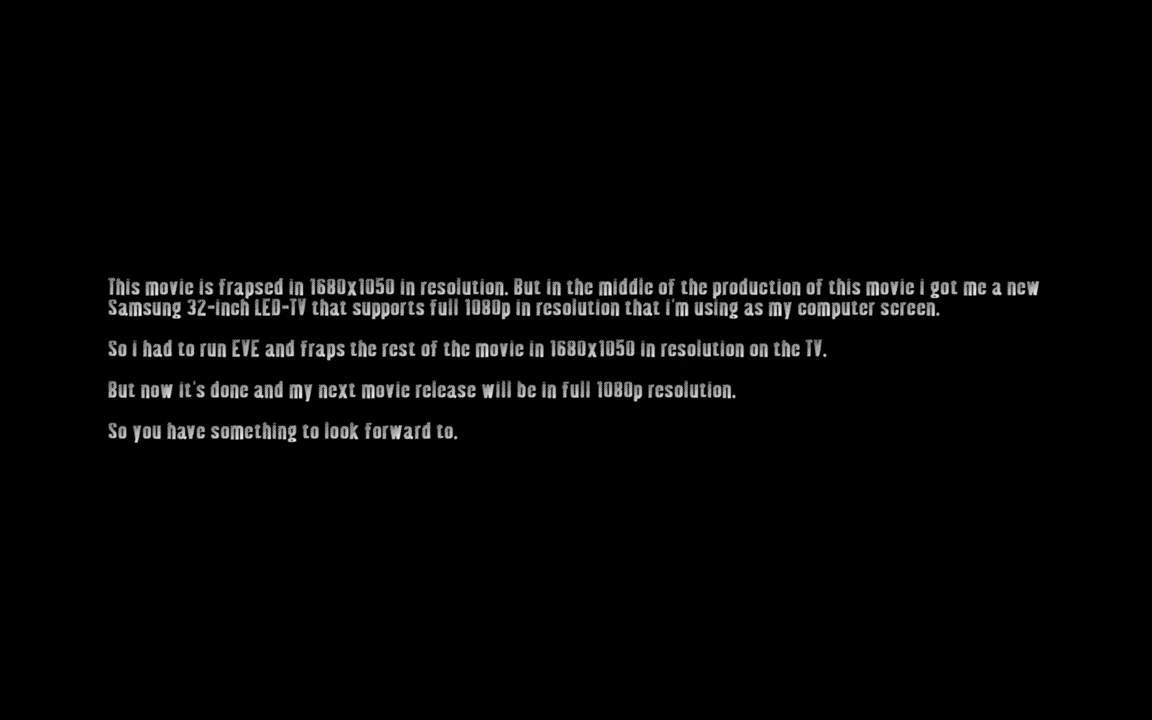 This movie is frapsed in 1680x1050 in resolution. But in the middle of the production of this movie i got me a new
Samsung 32-inch LED-TV that supports full 1080p in resolution that i'm using as my computer screen.
So i had to run EVE and fraps the rest of the movie in 1680x1050 in resolution on the TV.
But now it's done and my next movie release will be in full 1080p resolution.
So you have something to look forward to.